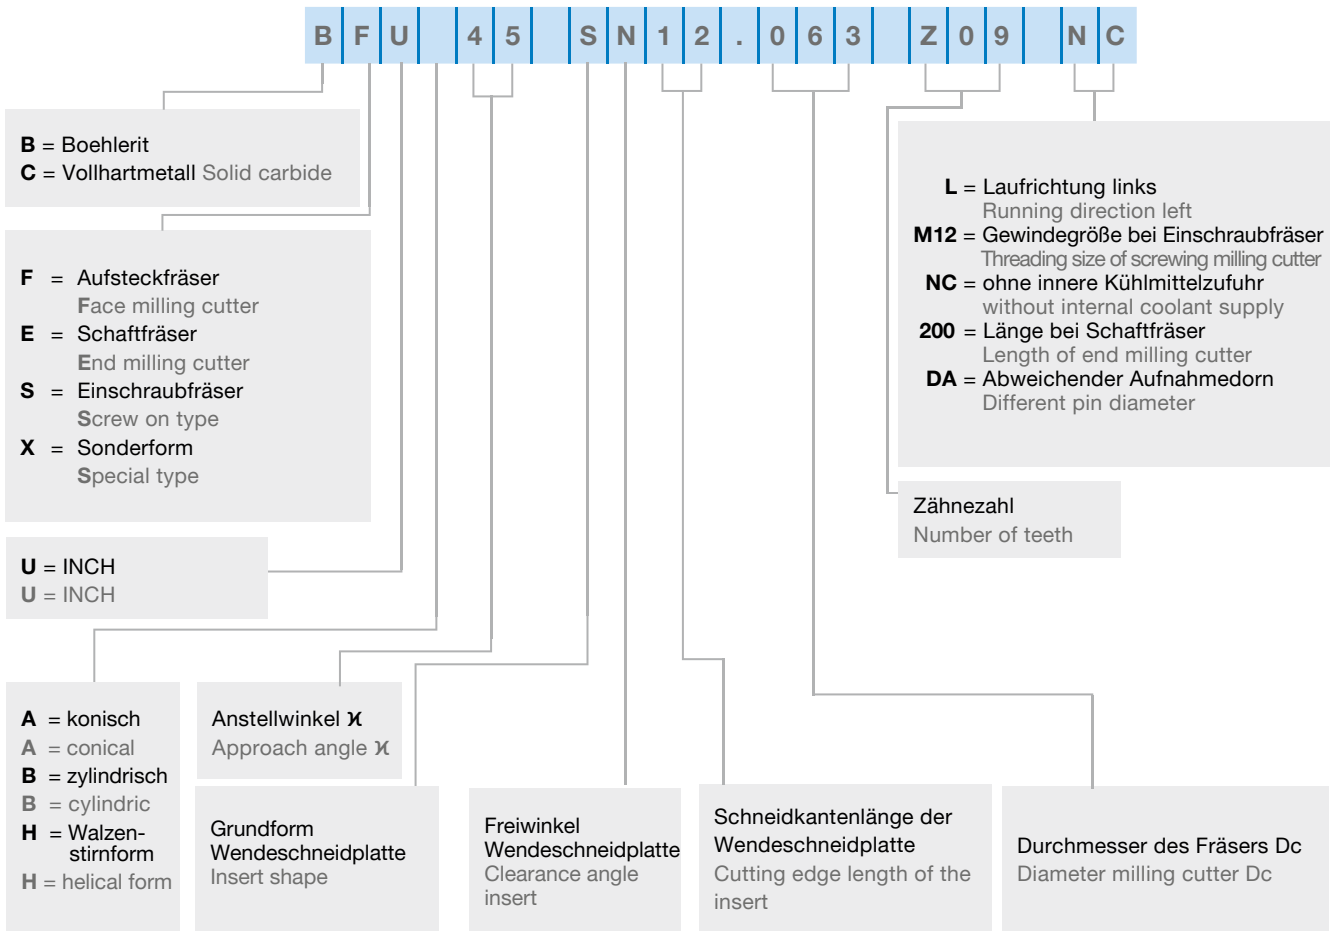 B F U 4 5 S N 1 2 . 0 6 3 Z 0 9 N C
B = Boehlerit
C = Vollhartmetall Solid carbide
F = Aufsteckfräser
Face milling cutter
E = Schaftfräser
End milling cutter
S = Einschraubfräser
Screw on type
X = Sonderform
Special type
U = INCH
U = INCH
L = Laufrichtung links
Running direction left
M12 = Gewindegröße bei Einschraubfräser
Threading size of screwing milling cutter
NC = ohne innere Kühlmittelzufuhr
without internal coolant supply
200 = Länge bei Schaftfräser
Length of end milling cutter
DA = Abweichender Aufnahmedorn
Different pin diameter
Zähnezahl
Number of teeth
A = konisch
A = conical
B = zylindrisch
B = cylindric
H = Walzen-
stirnform
H = helical form
Anstellwinkel ϰ
Approach angle ϰ
Grundform
Wendeschneidplatte
Insert shape
Freiwinkel
Wendeschneidplatte
Clearance angle
insert
Schneidkantenlänge der
Wendeschneidplatte
Cutting edge length of the
insert
Durchmesser des Fräsers Dc
Diameter milling cutter Dc